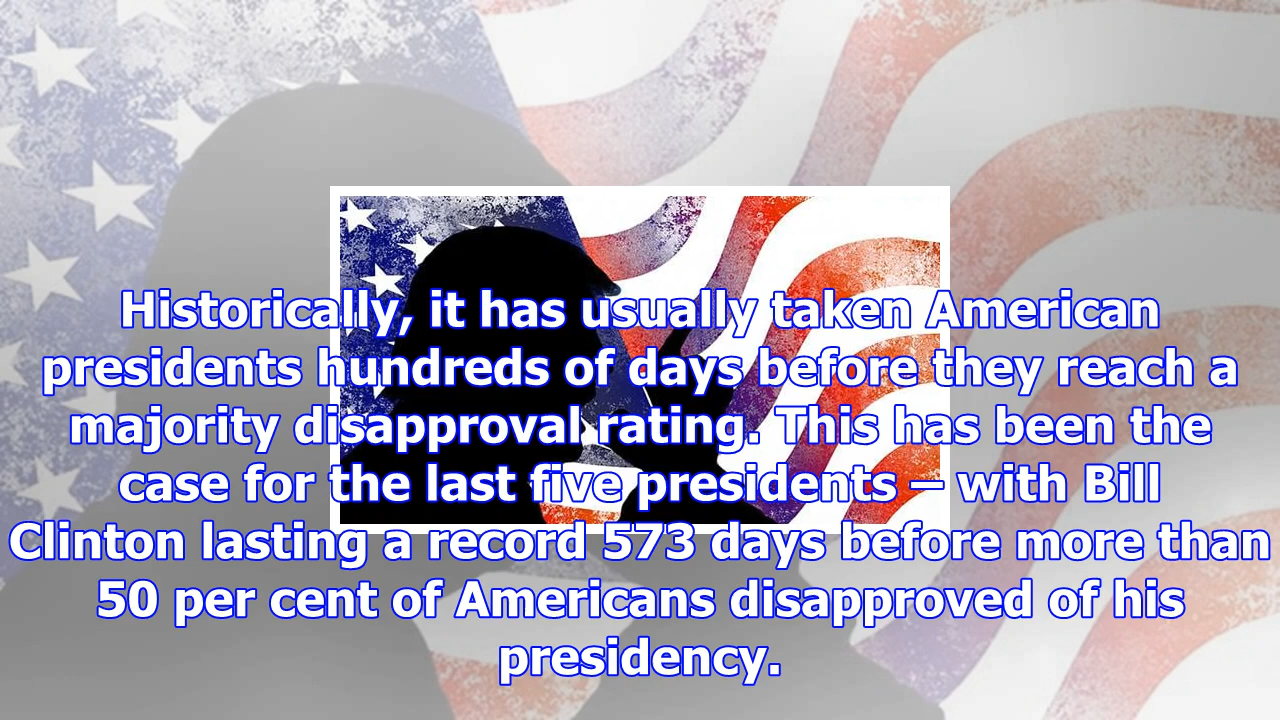 Historically, it has usually taken American
presidents hundreds of days before they reach a
majority disapproval rating. This has been the
case for the last five presidents – with Bill
Clinton lasting a record 573 days before more than
50 per cent of Americans disapproved of his
presidency.